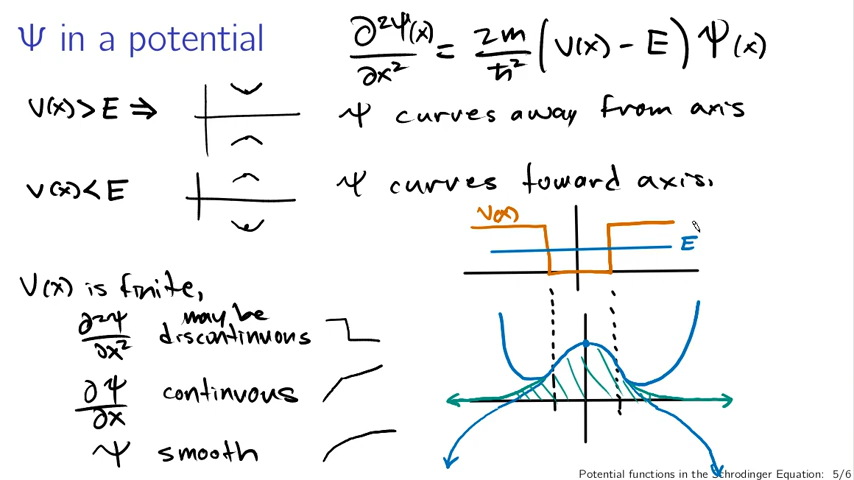 Ψ in a potential
∂²Ψ(x)/∂x² = 2m/ħ² (V(x) - E) Ψ(x)
V(x) > E ⇒
Ψ curves away from axis
V(x) < E
Ψ curves toward axis.
V(x)
E
V(x) is finite,
∂²Ψ/∂x² may be discontinuous
∂Ψ/∂x continuous
Ψ smooth
Potential functions in the Schrodinger Equation: 5/6